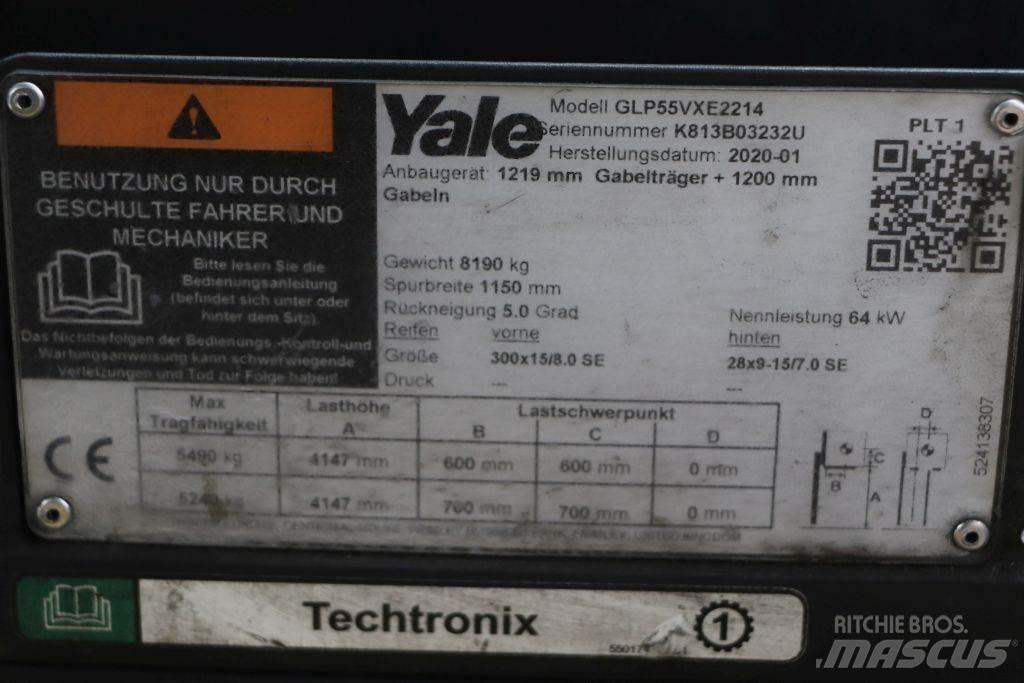 BENUTZUNG NUR DURCH
GESCHULTE FAHRER UND
MECHANIKER
Bitte lesen Sie die
Bedienungsanleitung
(befindet sich unter oder
hinter dem Sitz).
Das Nichtbefolgen der Bedienungs -Kontroll-und
Wartungsanweisung kann schwerwiegende
Verletzungen und Tod zur Folge haben!
Yale
Modell GLP55VXE2214
Seriennummer K813B03232U
Herstellungsdatum: 2020-01
Anbaugerät: 1219 mm Gabelträger + 1200 mm
Gabeln
PLT 1
Gewicht 8190 kg
Spurbreite 1150 mm
Rückneigung 5.0 Grad
Nennleistung 64 kW
Reifen vorne hinten
Größe 300x15/8.0 SE 28x9-15/7.0 SE
Druck --- ---
Max Tragfähigkeit Lasthöhe Lastschwerpunkt
A B C D
5490 kg 4147 mm 600 mm 600 mm 0 mm
5240 kg 4147 mm 700 mm 700 mm 0 mm
CE
D
C
B
A
524138307
Techtronix
1
RITCHIE BROS.
MASCUS